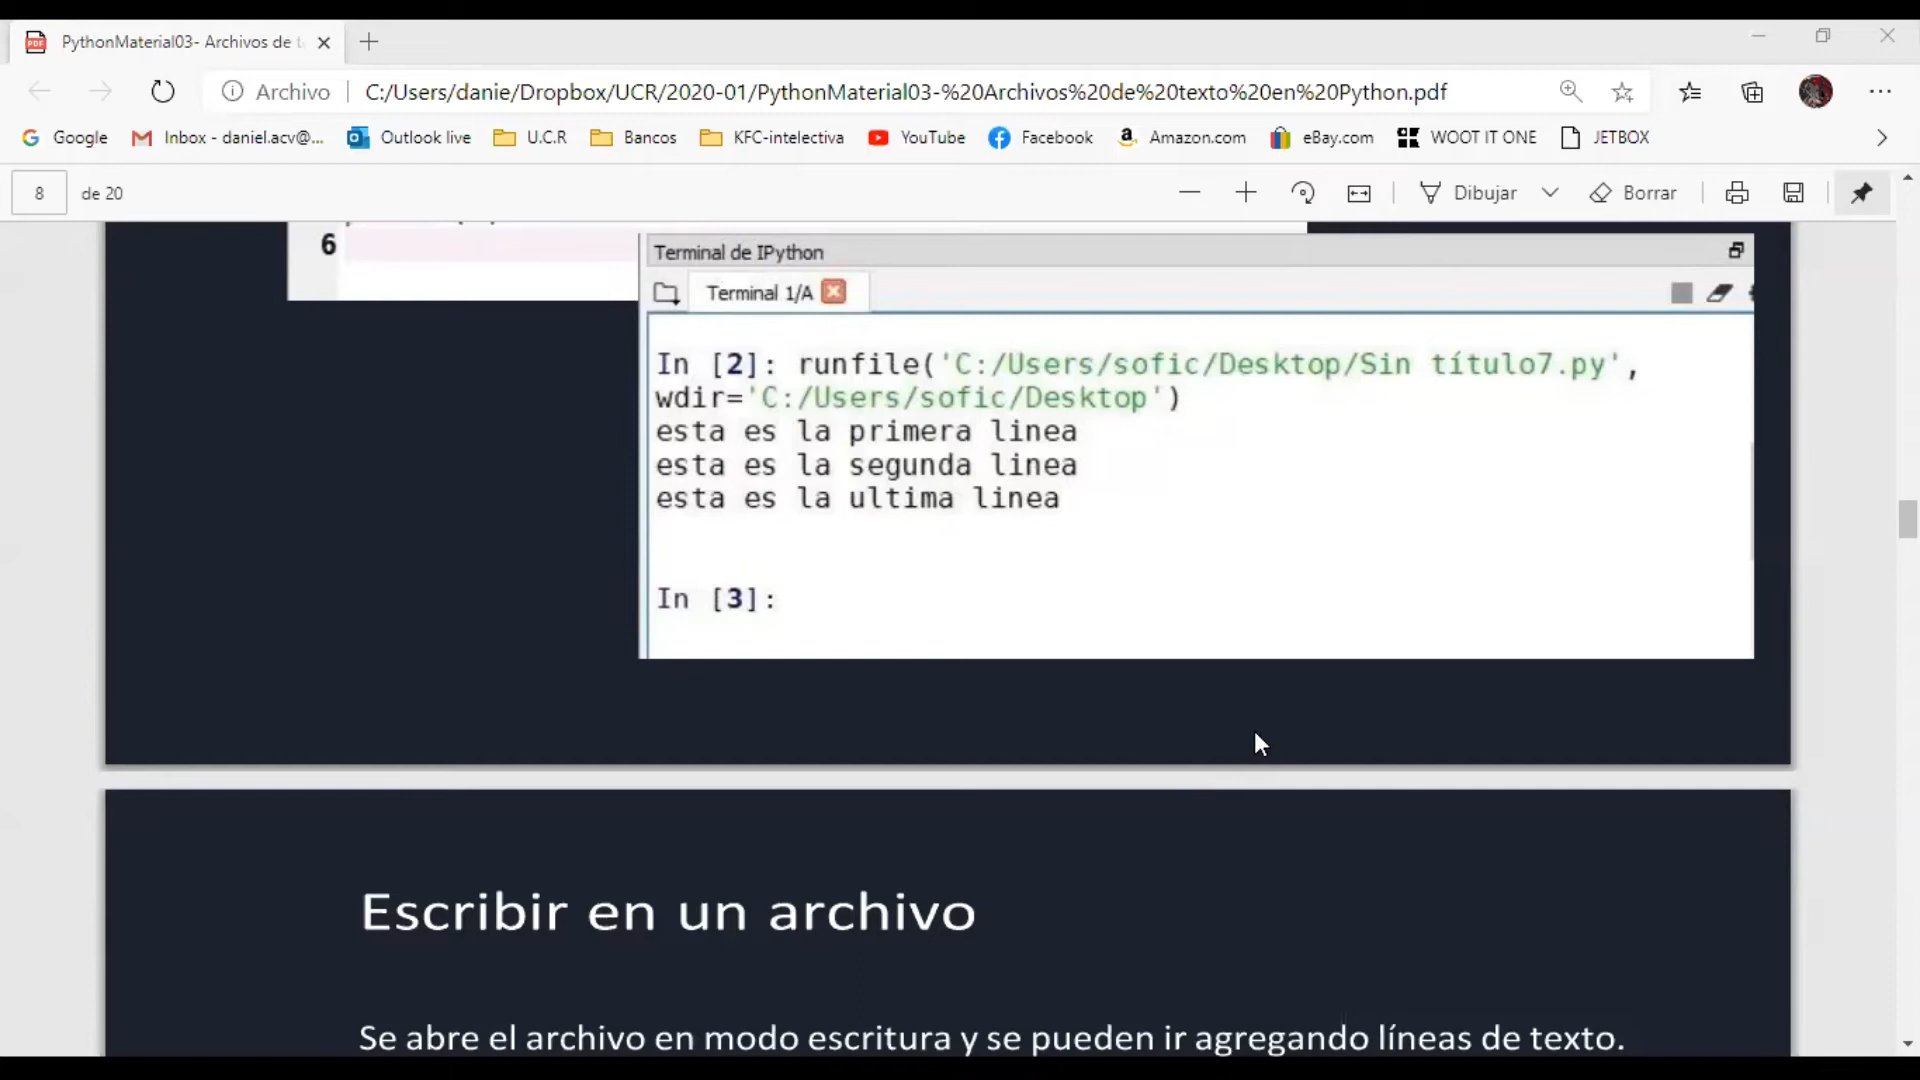 PythonMaterial03- Archivos de t
Archivo
C:/Users/danie/Dropbox/UCR/2020-01/PythonMaterial03-%20Archivos%20de%20texto%20en%20Python.pdf
Google
Inbox - daniel.acv@...
Outlook live
U.C.R
Bancos
KFC-intelectiva
YouTube
Facebook
Amazon.com
eBay.com
WOOT IT ONE
JETBOX
8
de 20
Dibujar
Borrar
6
Terminal de IPython
Terminal 1/A
In [2]: runfile('C:/Users/sofic/Desktop/Sin título7.py',
wdir='C:/Users/sofic/Desktop')
esta es la primera linea
esta es la segunda linea
esta es la ultima linea
In [3]:
Escribir en un archivo
Se abre el archivo en modo escritura y se pueden ir agregando líneas de texto.